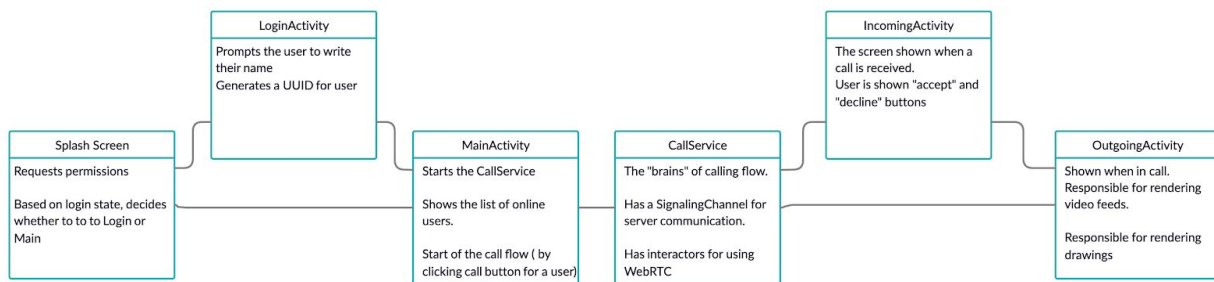 LoginActivity
Prompts the user to write
their name
Generates a UUID for user
IncomingActivity
The screen shown when a
call is received.
User is shown "accept" and
"decline" buttons
Splash Screen
Requests permissions
Based on login state, decides
whether to to to Login or
Main
MainActivity
Starts the CallService
Shows the list of online
users.
Start of the call flow ( by
clicking call button for a user)
CallService
The "brains" of calling flow.
Has a SignalingChannel for
server communication.
Has interactors for using
WebRTC
OutgoingActivity
Shown when in call.
Responsible for rendering
video feeds.
Responsible for rendering
drawings